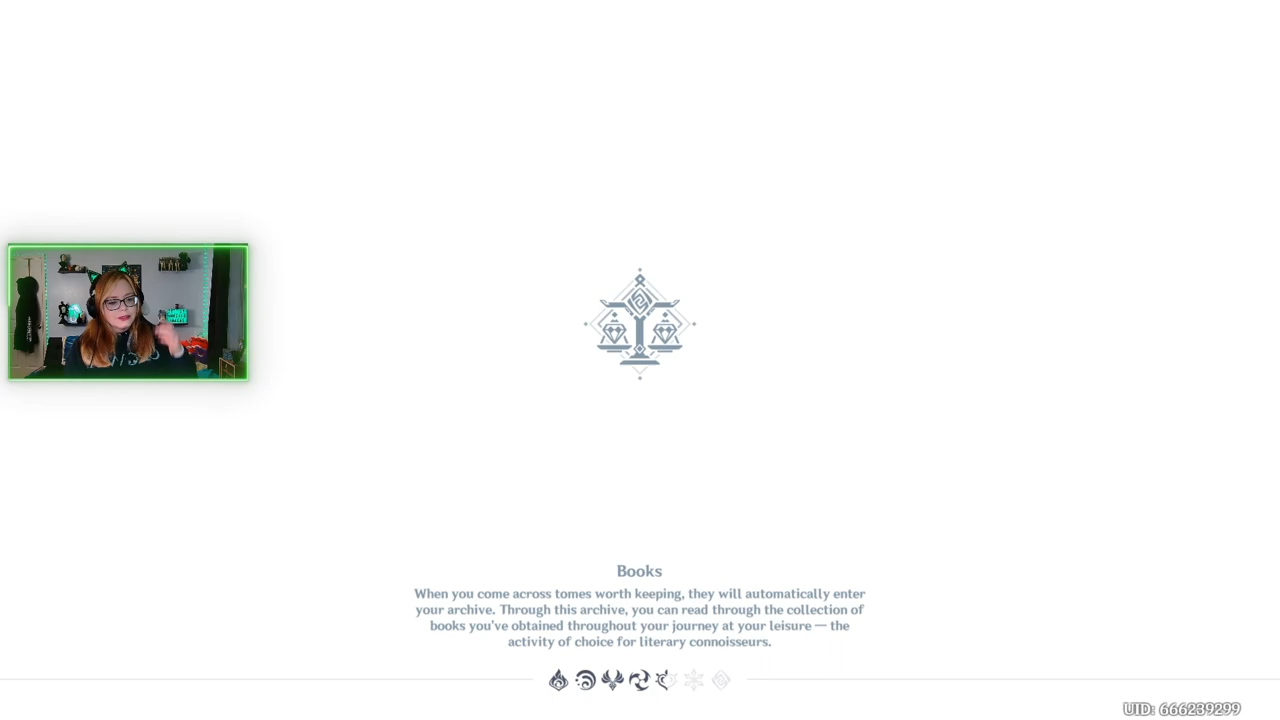 Books
When you come across tomes worth keeping, they will automatically enter
your archive. Through this archive, you can read through the collection of
books you've obtained throughout your journey at your leisure — the
activity of choice for literary connoisseurs.
UID: 666239299